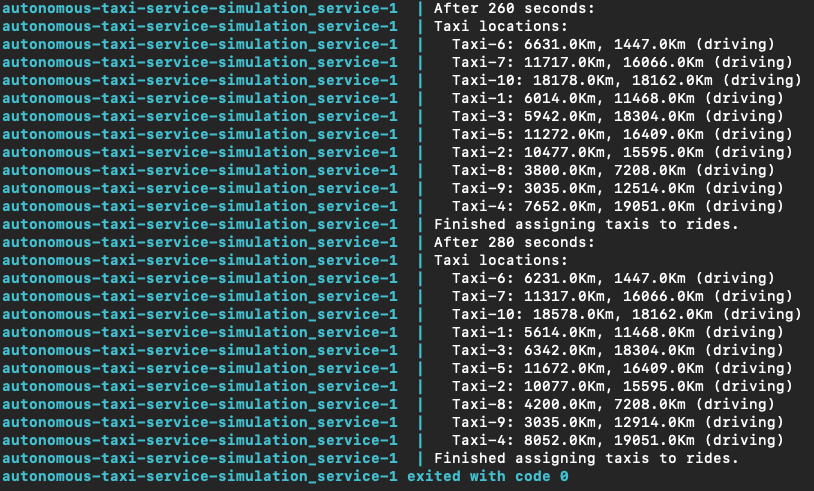 autonomous-taxi-service-simulation_service-1 | After 260 seconds:
autonomous-taxi-service-simulation_service-1 | Taxi locations:
autonomous-taxi-service-simulation_service-1 |   Taxi-6: 6631.0Km, 1447.0Km (driving)
autonomous-taxi-service-simulation_service-1 |   Taxi-7: 11717.0Km, 16066.0Km (driving)
autonomous-taxi-service-simulation_service-1 |   Taxi-10: 18178.0Km, 18162.0Km (driving)
autonomous-taxi-service-simulation_service-1 |   Taxi-1: 6014.0Km, 11468.0Km (driving)
autonomous-taxi-service-simulation_service-1 |   Taxi-3: 5942.0Km, 18304.0Km (driving)
autonomous-taxi-service-simulation_service-1 |   Taxi-5: 11272.0Km, 16409.0Km (driving)
autonomous-taxi-service-simulation_service-1 |   Taxi-2: 10477.0Km, 15595.0Km (driving)
autonomous-taxi-service-simulation_service-1 |   Taxi-8: 3800.0Km, 7208.0Km (driving)
autonomous-taxi-service-simulation_service-1 |   Taxi-9: 3035.0Km, 12514.0Km (driving)
autonomous-taxi-service-simulation_service-1 |   Taxi-4: 7652.0Km, 19051.0Km (driving)
autonomous-taxi-service-simulation_service-1 | Finished assigning taxis to rides.
autonomous-taxi-service-simulation_service-1 | After 280 seconds:
autonomous-taxi-service-simulation_service-1 | Taxi locations:
autonomous-taxi-service-simulation_service-1 |   Taxi-6: 6231.0Km, 1447.0Km (driving)
autonomous-taxi-service-simulation_service-1 |   Taxi-7: 11317.0Km, 16066.0Km (driving)
autonomous-taxi-service-simulation_service-1 |   Taxi-10: 18578.0Km, 18162.0Km (driving)
autonomous-taxi-service-simulation_service-1 |   Taxi-1: 5614.0Km, 11468.0Km (driving)
autonomous-taxi-service-simulation_service-1 |   Taxi-3: 6342.0Km, 18304.0Km (driving)
autonomous-taxi-service-simulation_service-1 |   Taxi-5: 11672.0Km, 16409.0Km (driving)
autonomous-taxi-service-simulation_service-1 |   Taxi-2: 10077.0Km, 15595.0Km (driving)
autonomous-taxi-service-simulation_service-1 |   Taxi-8: 4200.0Km, 7208.0Km (driving)
autonomous-taxi-service-simulation_service-1 |   Taxi-9: 3035.0Km, 12914.0Km (driving)
autonomous-taxi-service-simulation_service-1 |   Taxi-4: 8052.0Km, 19051.0Km (driving)
autonomous-taxi-service-simulation_service-1 | Finished assigning taxis to rides.
autonomous-taxi-service-simulation_service-1 exited with code 0